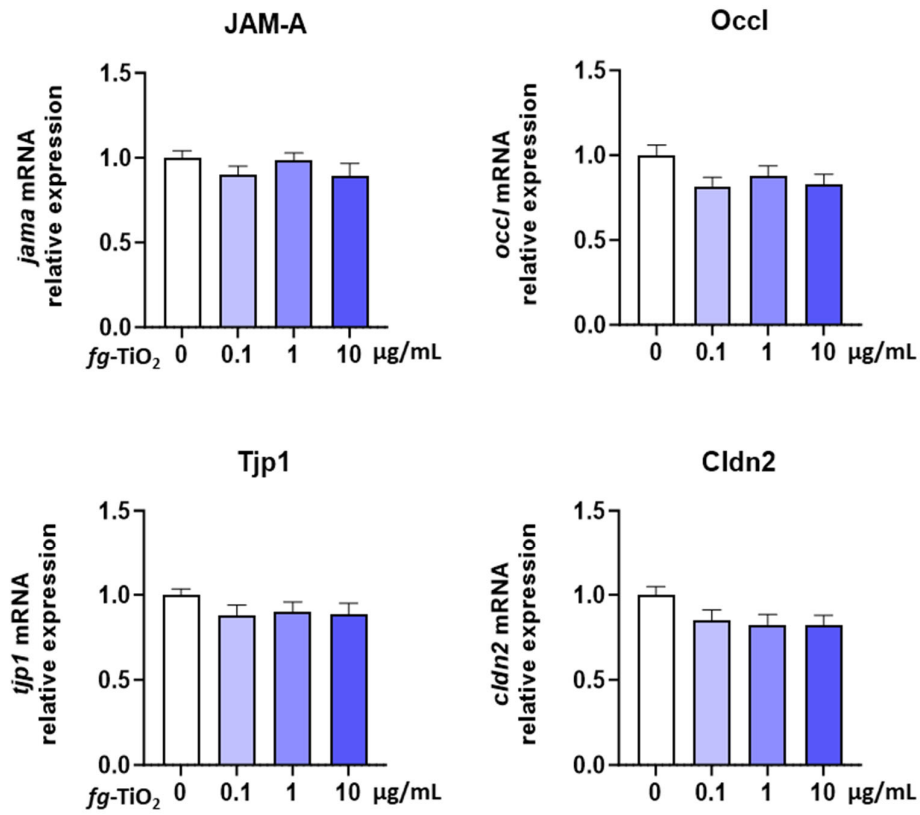 JAM-A
jama mRNA
relative expression
1.5
1.0
0.5
0.0
fg-TiO₂ 0 0.1 1 10 µg/mL
Occl
occl mRNA
relative expression
1.5
1.0
0.5
0.0
0 0.1 1 10 µg/mL
Tjp1
tjp1 mRNA
relative expression
1.5
1.0
0.5
0.0
fg-TiO₂ 0 0.1 1 10 µg/mL
Cldn2
cldn2 mRNA
relative expression
1.5
1.0
0.5
0.0
0 0.1 1 10 µg/mL